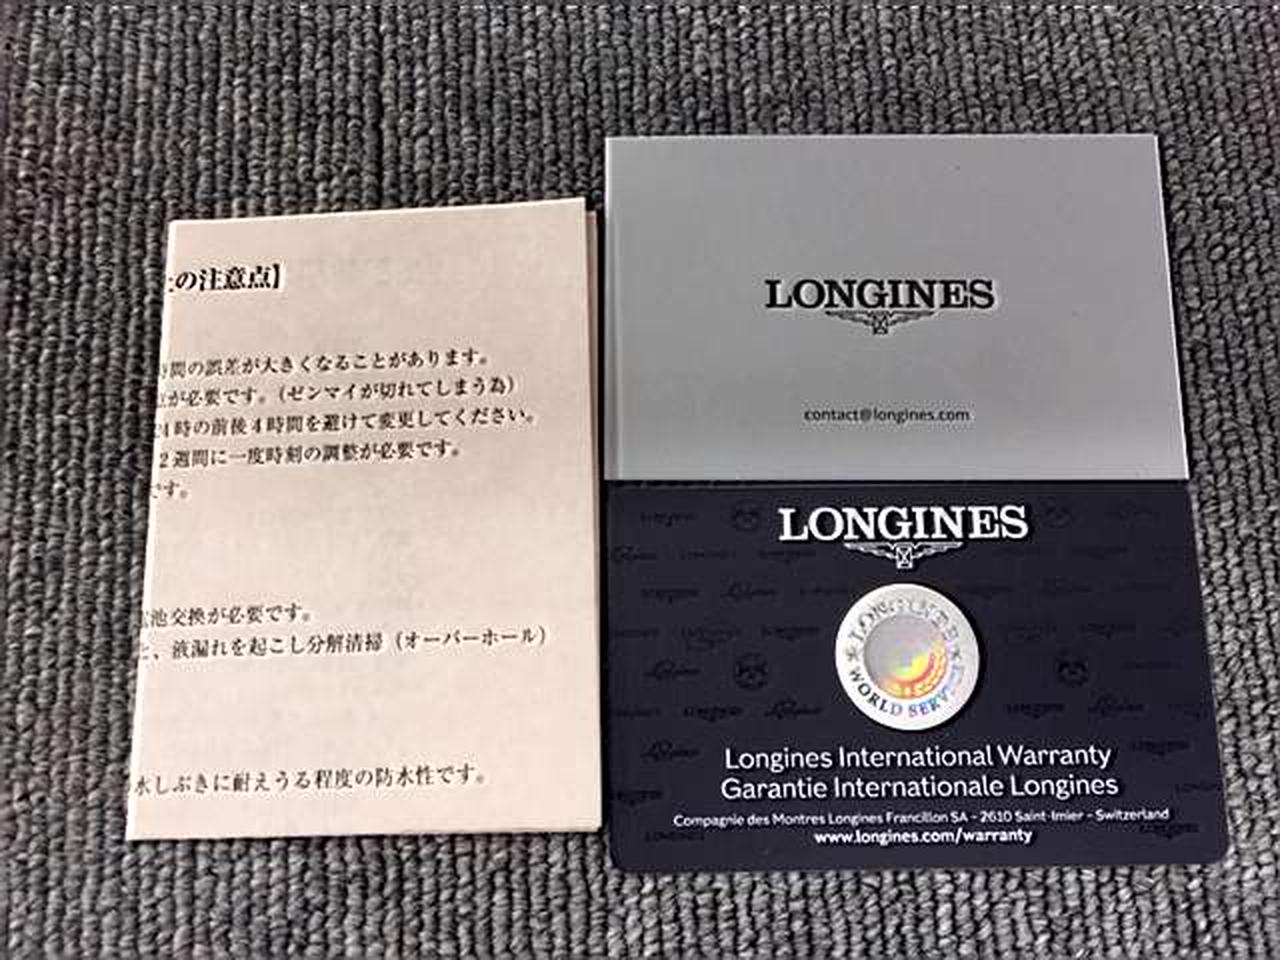 の注意点】
間の誤差が大きくなることがあります。
が必要です。（ゼンマイが切れてしまう為）
時の前後4時間を避けて変更してください。
2週間に一度時刻の調整が必要です。
です。
池交換が必要です。
と、液漏れを起こし分解清掃（オーバーホール）
水しぶきに耐えうる程度の防水性です。
LONGINES
contact@longines.com
LONGINES
LONGINES
WORLD SERV
Longines International Warranty
Garantie Internationale Longines
Compagnie des Montres Longines Francillon SA - 2610 Saint-Imier - Switzerland
www.longines.com/warranty